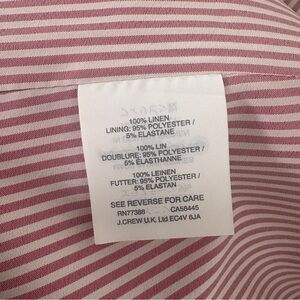 100% LINEN
LINING: 95% POLYESTER /
5% ELASTANE
100% LIN
DOUBLURE: 95% POLYESTER /
5% ELASTHANNE
100% LEINEN
FUTTER: 95% POLYESTER /
5% ELASTAN
SEE REVERSE FOR CARE
RN77388 CA56445
J.CREW U.K, Ltd EC4V 6JA